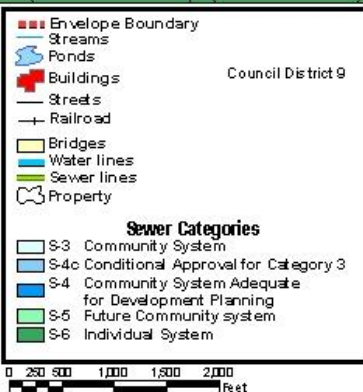 Envelope Boundary
Streams
Ponds
Buildings
Council District 9
Streets
Railroad
Bridges
Water lines
Sewer lines
Property
Sewer Categories
S-3 Community System
S-4c Conditional Approval for Category 3
S-4 Community System Adequate
for Development Planning
S-5 Future Community system
S-6 Individual System
0 250 500 1,000 1,500 2,000
Feet